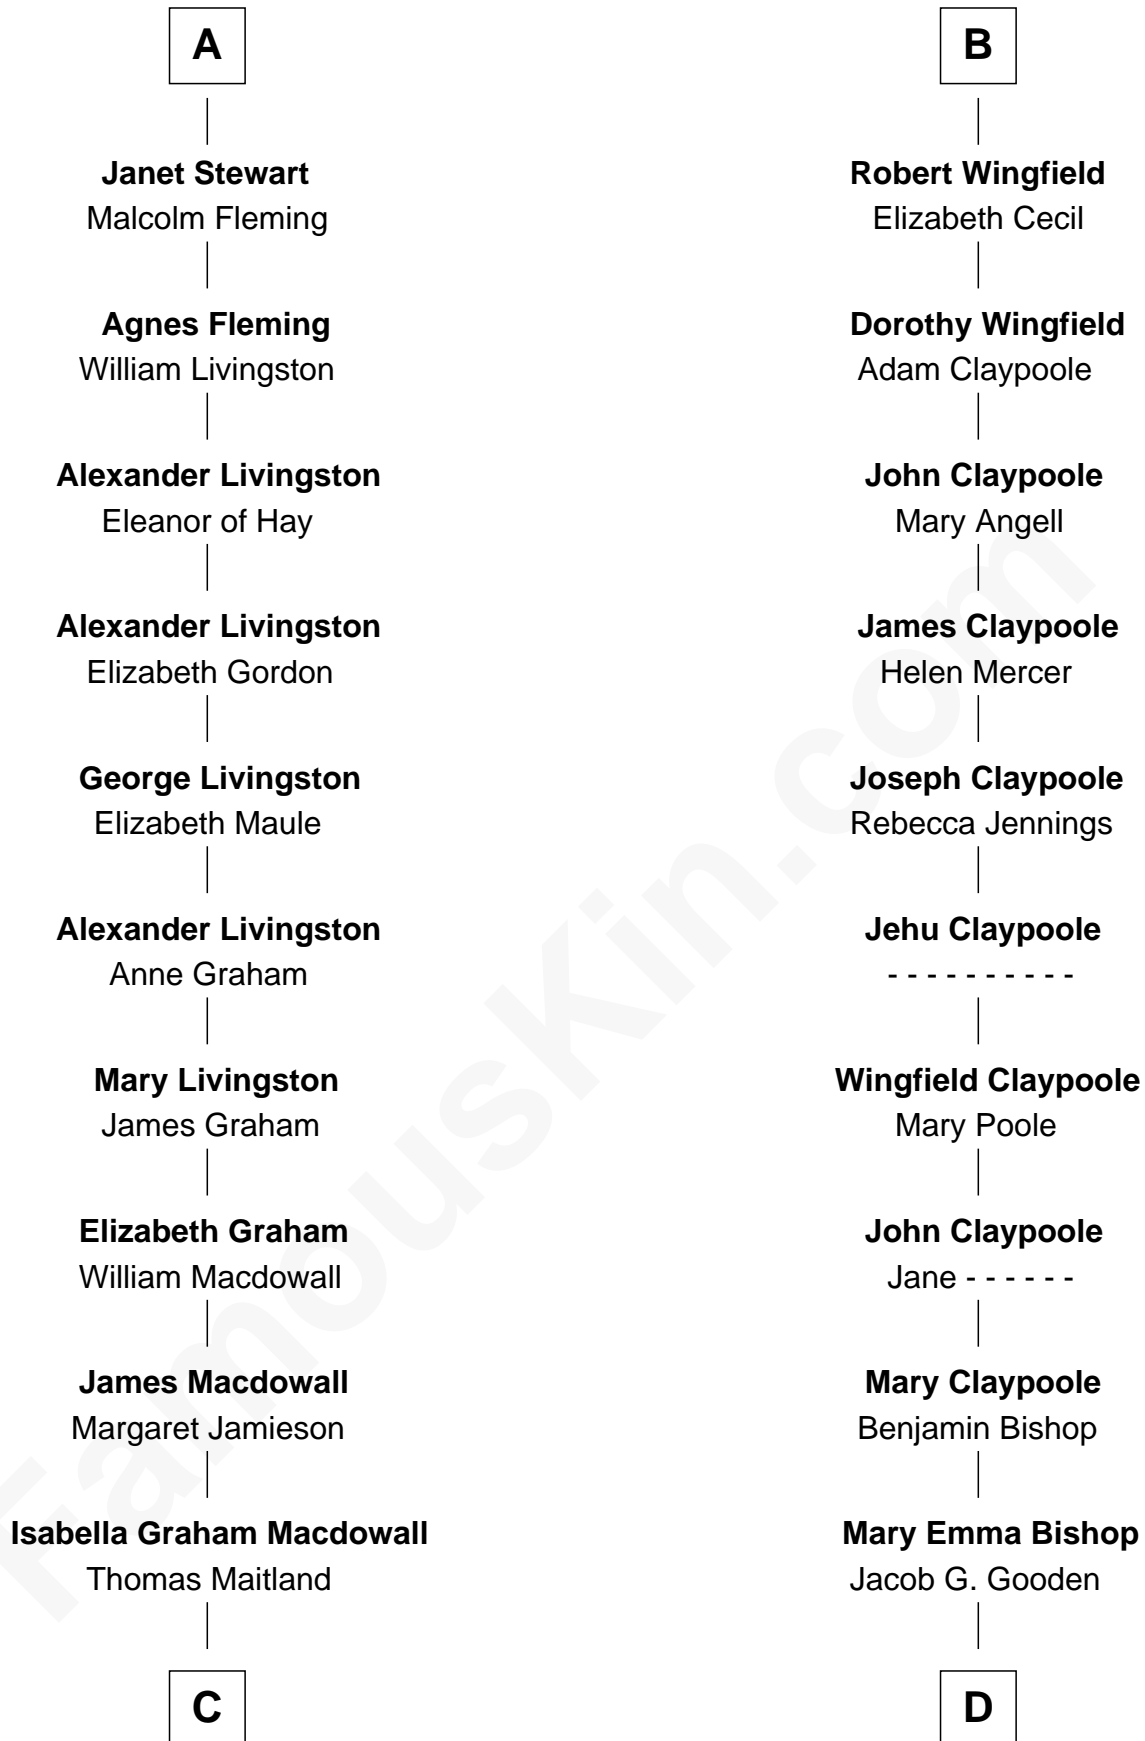 A
Janet Stewart
Malcolm Fleming
Agnes Fleming
William Livingston
Alexander Livingston
Eleanor of Hay
Alexander Livingston
Elizabeth Gordon
George Livingston
Elizabeth Maule
Alexander Livingston
Anne Graham
Mary Livingston
James Graham
Elizabeth Graham
William Macdowall
James Macdowall
Margaret Jamieson
Isabella Graham Macdowall
Thomas Maitland
C
B
Robert Wingfield
Elizabeth Cecil
Dorothy Wingfield
Adam Claypoole
John Claypoole
Mary Angell
James Claypoole
Helen Mercer
Joseph Claypoole
Rebecca Jennings
Jehu Claypoole
- - - - - - - - - -
Wingfield Claypoole
Mary Poole
John Claypoole
Jane - - - - - -
Mary Claypoole
Benjamin Bishop
Mary Emma Bishop
Jacob G. Gooden
D
FamousKin.com